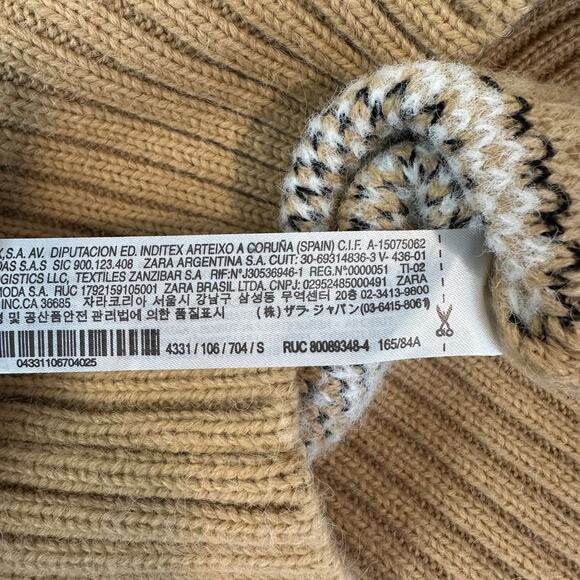 ,S.A. AV. DIPUTACION ED. INDITEX ARTEIXO A CORUÑA (SPAIN) C.I.F. A-15075062
DAS S.A.S SIC 900.123.408 ZARA ARGENTINA S.A. CUIT: 30-69314836-3 V- 436-01
GISTICS LLC, TEXTILES ZANZIBAR S.A RIF:N°J30536946-1 REG.N°0000051 TI-02
MODA S.A. RUC 1792159105001 ZARA BRASIL LTDA. CNPJ: 02952485000491
INC.CA 36685 자라코리아 서울시 강남구 삼성동 무역센터 20층 02-3413-9800
및 공산품안전 관리법에 의한 품질표시 (株) ザラ・ジャパン (03-6415-8061)
04331106704025 4331 / 106 / 704 / S RUC 80089348-4 165/84A